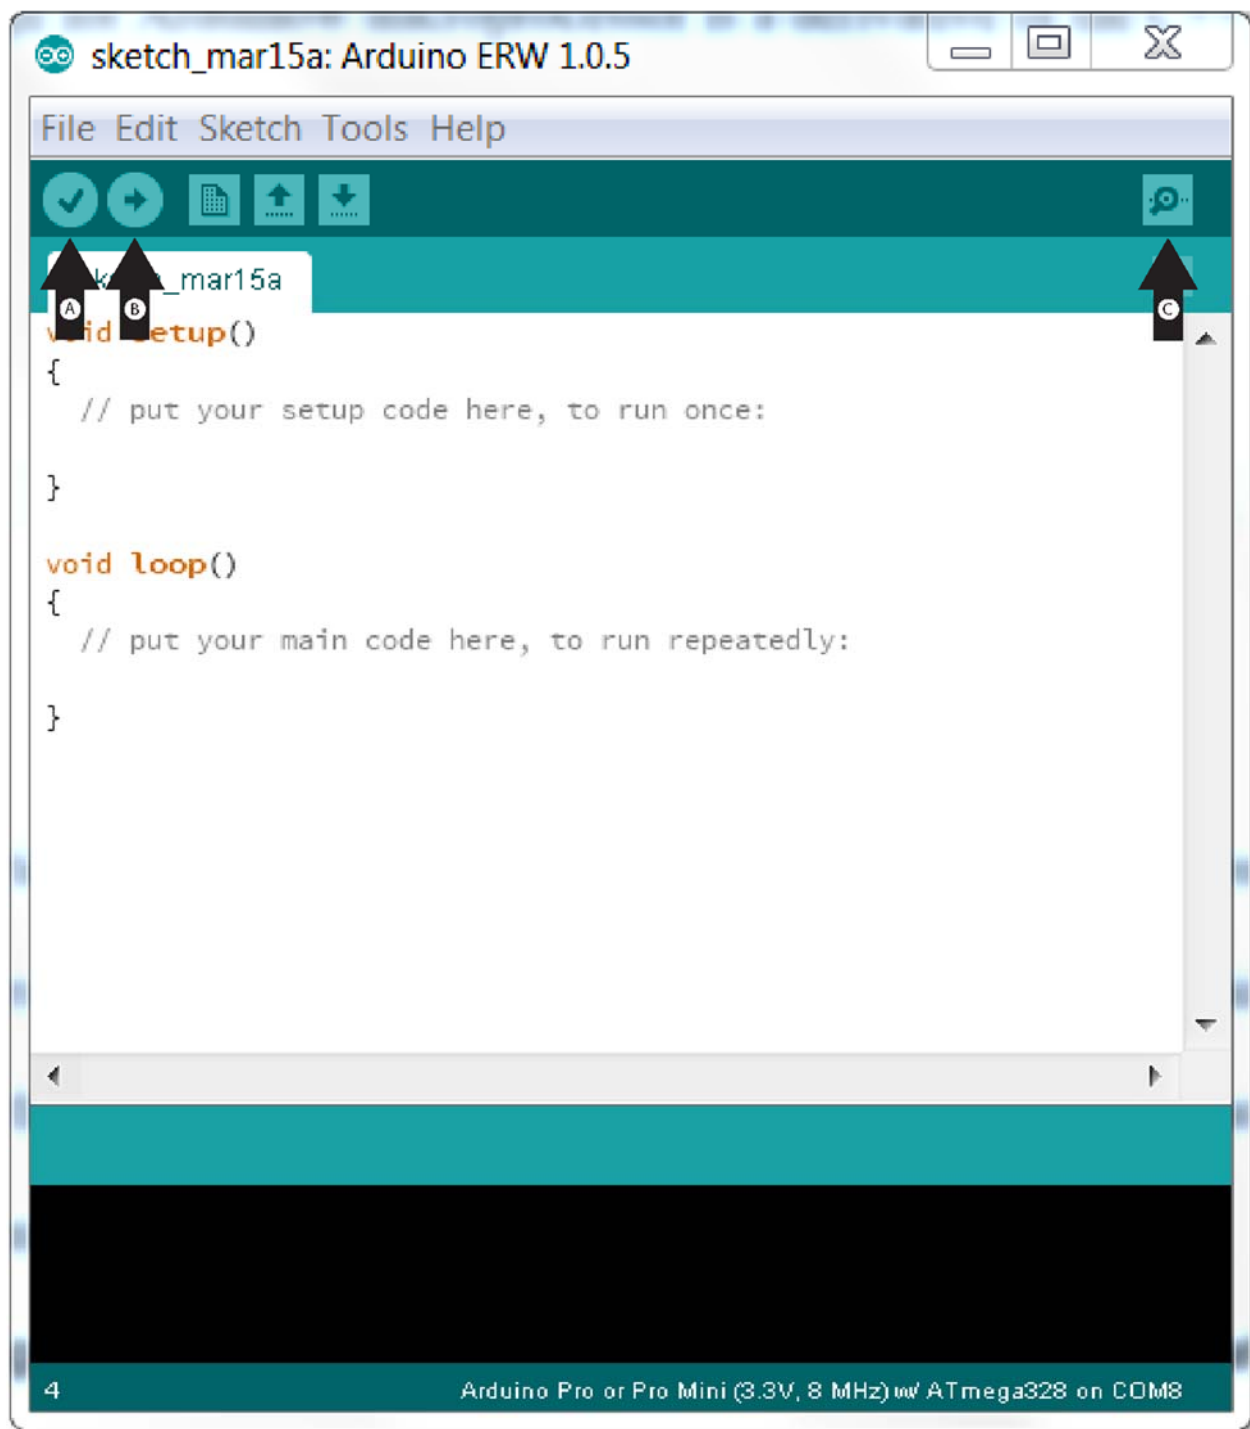 sketch_mar15a: Arduino ERW 1.0.5
File Edit Sketch Tools Help
_mar15a
A
B
C
void setup()
{
// put your setup code here, to run once:
}
void loop()
{
// put your main code here, to run repeatedly:
}
4
Arduino Pro or Pro Mini (3.3V, 8 MHz) w/ ATmega328 on COM8